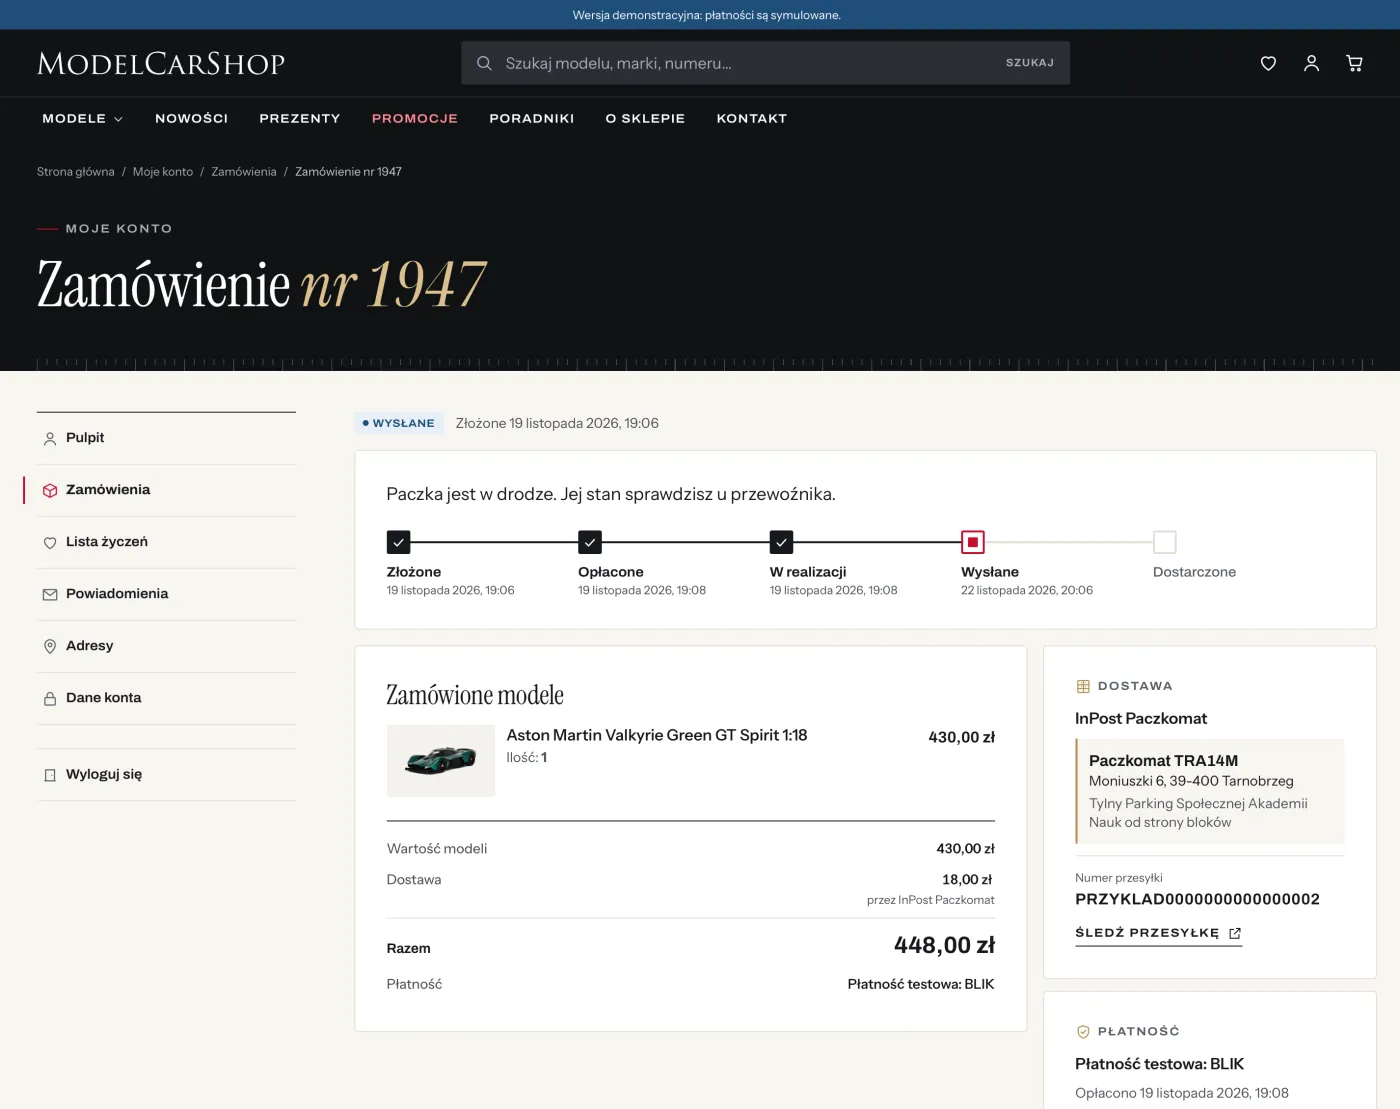 Wersja demonstracyjna: płatności są symulowane.
MODELCARSHOP
Szukaj modelu, marki, numeru...
SZUKAJ
MODELE
NOWOŚCI
PREZENTY
PROMOCJE
PORADNIKI
O SKLEPIE
KONTAKT
Strona główna / Moje konto / Zamówienia / Zamówienie nr 1947
MOJE KONTO
Zamówienie nr 1947
Pulpit
Zamówienia
Lista życzeń
Powiadomienia
Adresy
Dane konta
Wyloguj się
WYSŁANE
Złożone 19 listopada 2026, 19:06
Paczka jest w drodze. Jej stan sprawdzisz u przewoźnika.
Złożone
19 listopada 2026, 19:06
Opłacone
19 listopada 2026, 19:08
W realizacji
19 listopada 2026, 19:08
Wysłane
22 listopada 2026, 20:06
Dostarczone
Zamówione modele
Aston Martin Valkyrie Green GT Spirit 1:18
430,00 zł
Ilość: 1
Wartość modeli
430,00 zł
Dostawa
18,00 zł
przez InPost Paczkomat
Razem
448,00 zł
Płatność
Płatność testowa: BLIK
DOSTAWA
InPost Paczkomat
Paczkomat TRA14M
Moniuszki 6, 39-400 Tarnobrzeg
Tylny Parking Społecznej Akademii
Nauk od strony bloków
Numer przesyłki
PRZYKLAD0000000000000002
ŚLEDŹ PRZESYŁKĘ
PŁATNOŚĆ
Płatność testowa: BLIK
Opłacono 19 listopada 2026, 19:08